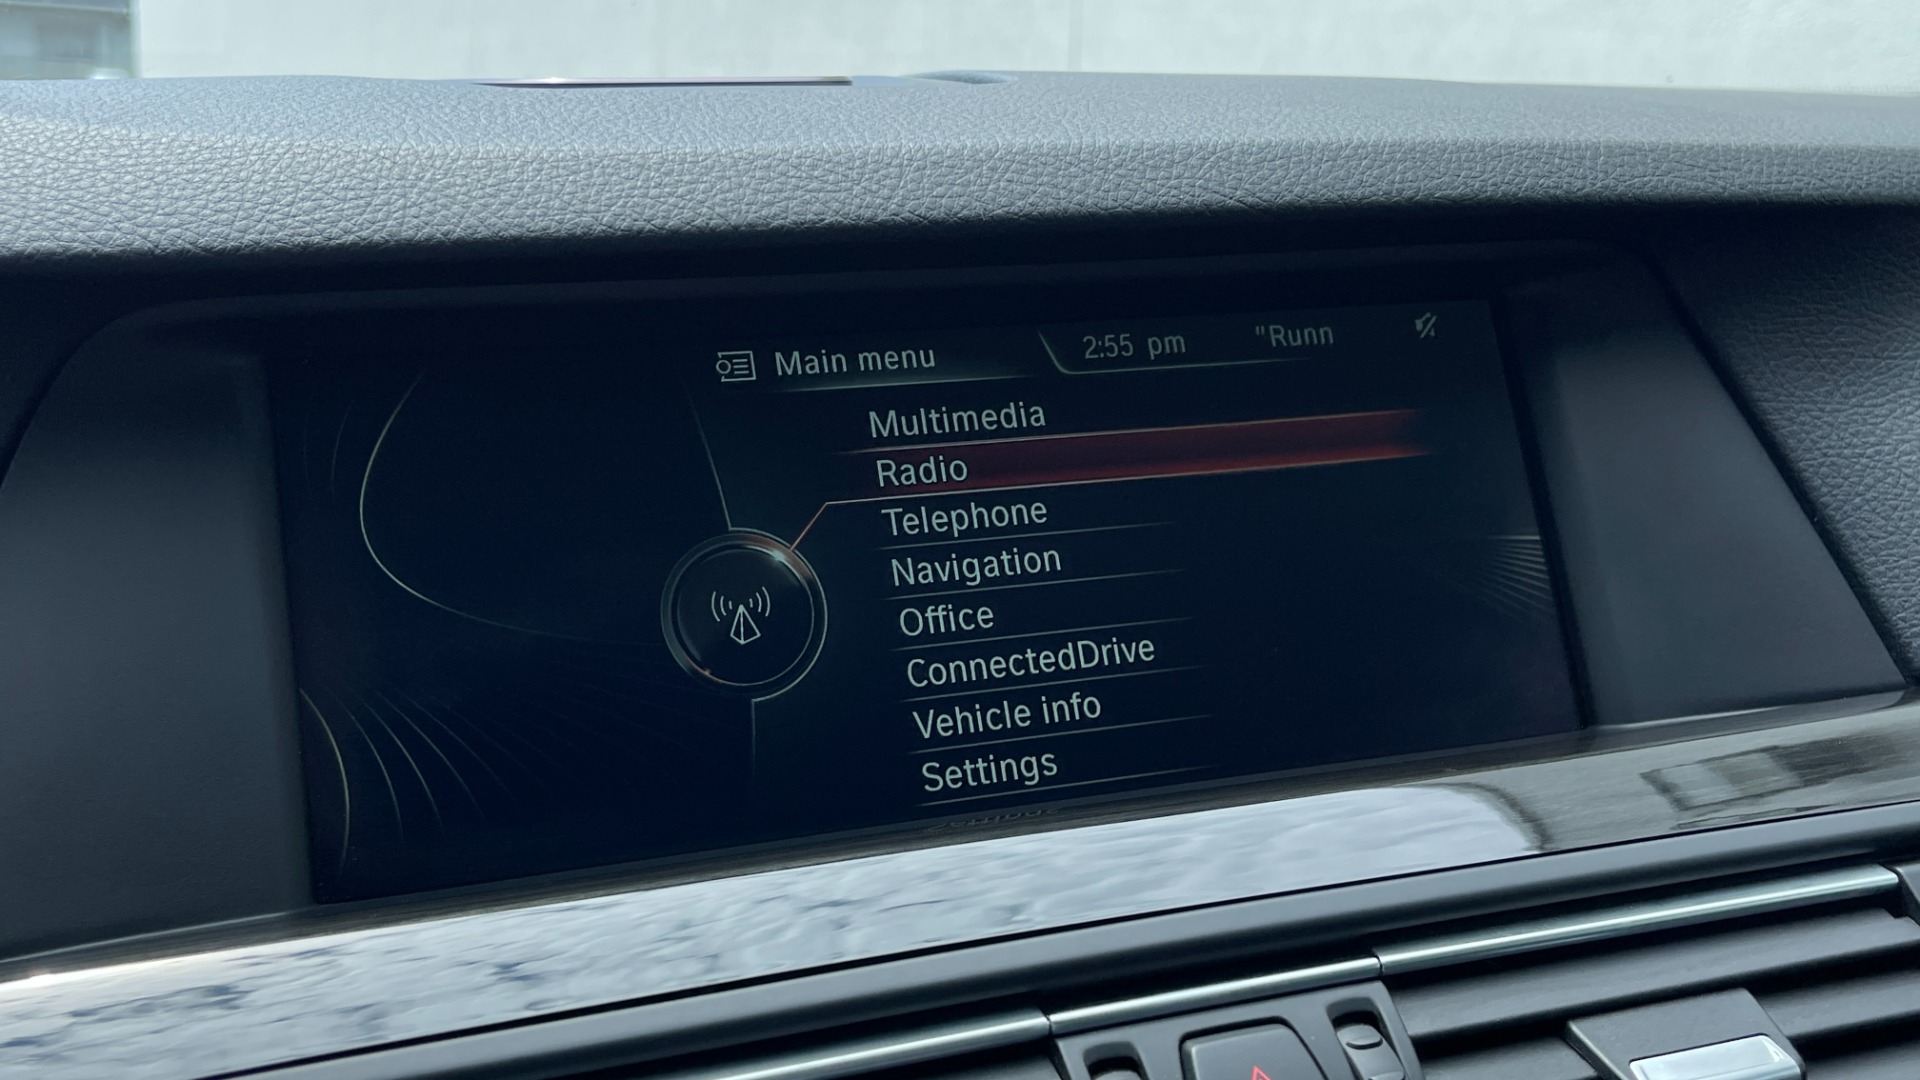 Main menu
2:55 pm
"Runn
Multimedia
Radio
Telephone
Navigation
Office
ConnectedDrive
Vehicle info
Settings